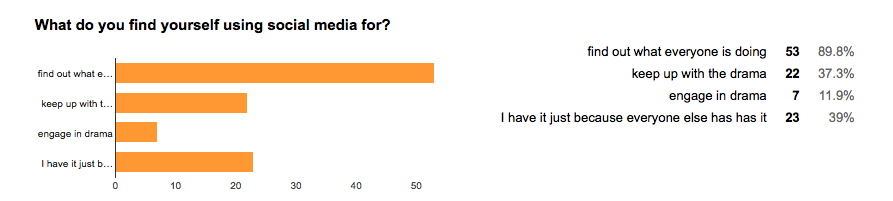 What do you find yourself using social media for?
find out what e...
keep up with t...
engage in drama
I have it just b...
0 10 20 30 40 50
find out what everyone is doing 53 89.8%
keep up with the drama 22 37.3%
engage in drama 7 11.9%
I have it just because everyone else has has it 23 39%